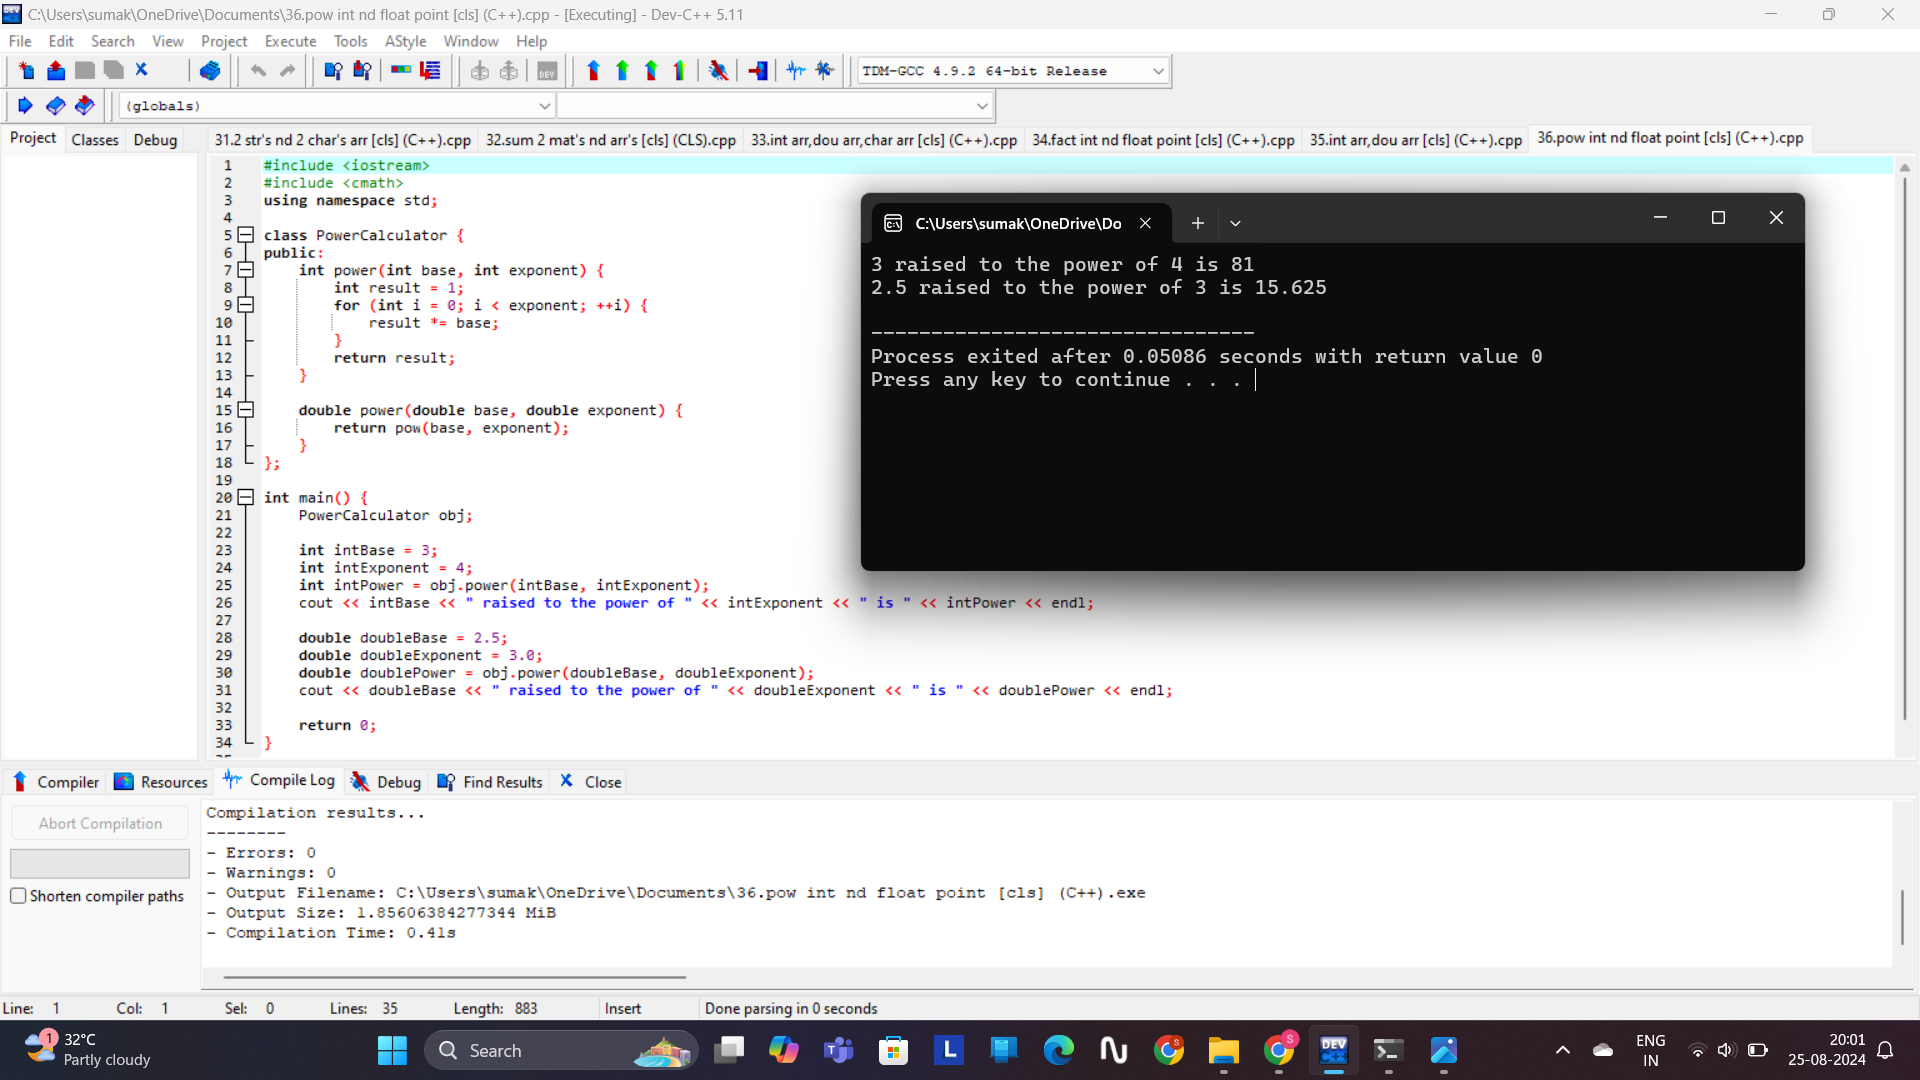 C:\Users\sumak\OneDrive\Documents\36.pow int nd float point [cls] (C++).cpp - [Executing] - Dev-C++ 5.11
File Edit Search View Project Execute Tools AStyle Window Help
TDM-GCC 4.9.2 64-bit Release
(globals)
Project Classes Debug
31.2 str's nd 2 char's arr [cls] (C++).cpp 32.sum 2 mat's nd arr's [cls] (CLS).cpp 33.int arr,dou arr,char arr [cls] (C++).cpp 34.fact int nd float point [cls] (C++).cpp 35.int arr,dou arr [cls] (C++).cpp 36.pow int nd float point [cls] (C++).cpp
1 #include <iostream>
2 #include <cmath>
3 using namespace std;
4
5 class PowerCalculator {
6 public:
7 int power(int base, int exponent) {
8 int result = 1;
9 for (int i = 0; i < exponent; ++i) {
10 result *= base;
11 }
12 return result;
13 }
14
15 double power(double base, double exponent) {
16 return pow(base, exponent);
17 }
18 };
19
20 int main() {
21 PowerCalculator obj;
22
23 int intBase = 3;
24 int intExponent = 4;
25 int intPower = obj.power(intBase, intExponent);
26 cout << intBase << " raised to the power of " << intExponent << " is " << intPower << endl;
27
28 double doubleBase = 2.5;
29 double doubleExponent = 3.0;
30 double doublePower = obj.power(doubleBase, doubleExponent);
31 cout << doubleBase << " raised to the power of " << doubleExponent << " is " << doublePower << endl;
32
33 return 0;
34 }
C:\Users\sumak\OneDrive\Do
3 raised to the power of 4 is 81
2.5 raised to the power of 3 is 15.625
--------------------------------
Process exited after 0.05086 seconds with return value 0
Press any key to continue . . .
Compiler Resources Compile Log Debug Find Results Close
Abort Compilation
Shorten compiler paths
Compilation results...
--------
- Errors: 0
- Warnings: 0
- Output Filename: C:\Users\sumak\OneDrive\Documents\36.pow int nd float point [cls] (C++).exe
- Output Size: 1.85606384277344 MiB
- Compilation Time: 0.41s
Line: 1 Col: 1 Sel: 0 Lines: 35 Length: 883 Insert Done parsing in 0 seconds
1
32°C
Partly cloudy
Search
ENG
IN
20:01
25-08-2024